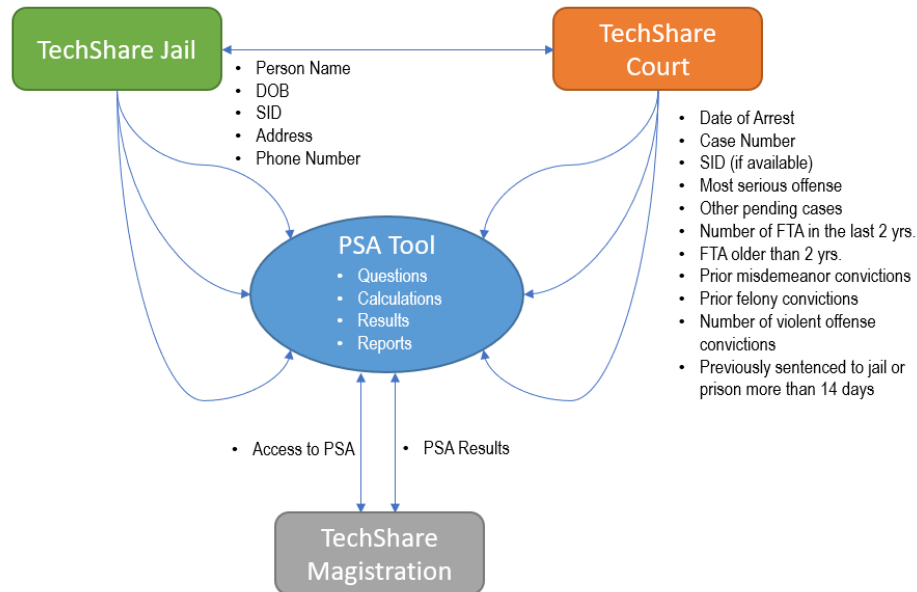 TechShare Jail
TechShare
Court
• Person Name
• DOB
• SID
• Address
• Phone Number
• Date of Arrest
• Case Number
• SID (if available)
• Most serious offense
• Other pending cases
• Number of FTA in the last 2 yrs.
• FTA older than 2 yrs.
• Prior misdemeanor convictions
• Prior felony convictions
• Number of violent offense
convictions
• Previously sentenced to jail or
prison more than 14 days
PSA Tool
• Questions
• Calculations
• Results
• Reports
• Access to PSA
• PSA Results
TechShare
Magistration